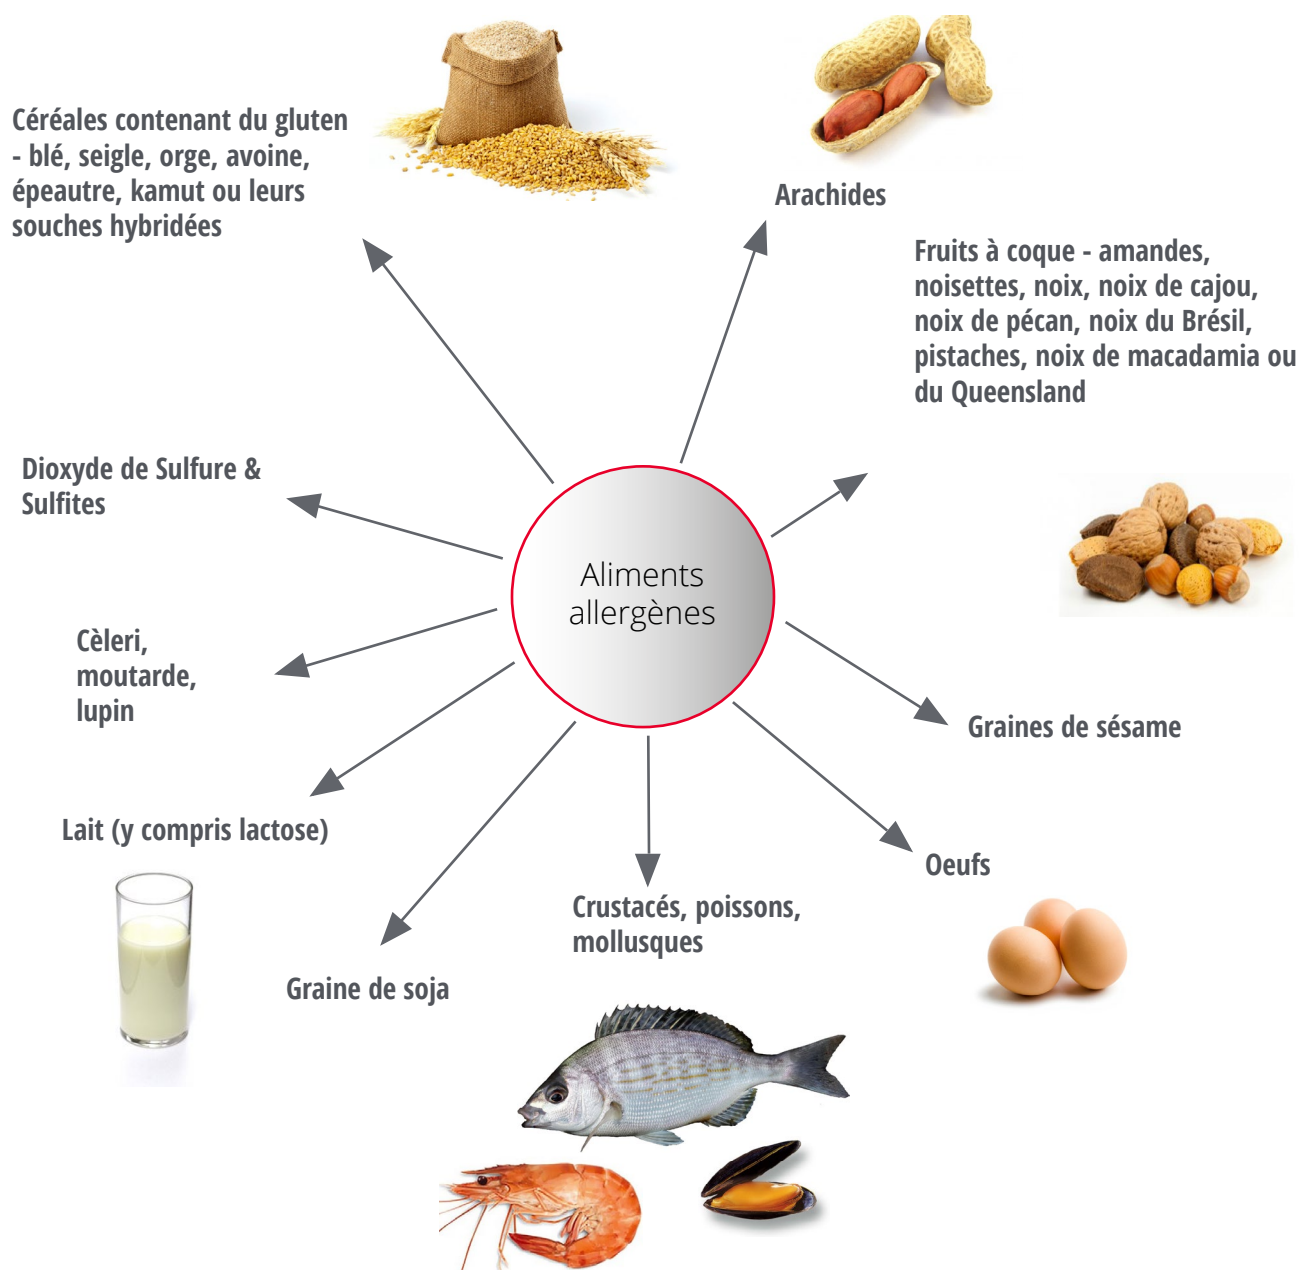 Céréales contenant du gluten
- blé, seigle, orge, avoine,
épeautre, kamut ou leurs
souches hybridées
Arachides
Fruits à coque - amandes,
noisettes, noix, noix de cajou,
noix de pécan, noix du Brésil,
pistaches, noix de macadamia ou
du Queensland
Dioxyde de Sulfure &
Sulfites
Aliments
allergènes
Cèleri,
moutarde,
lupin
Graines de sésame
Lait (y compris lactose)
Oeufs
Crustacés, poissons,
mollusques
Graine de soja